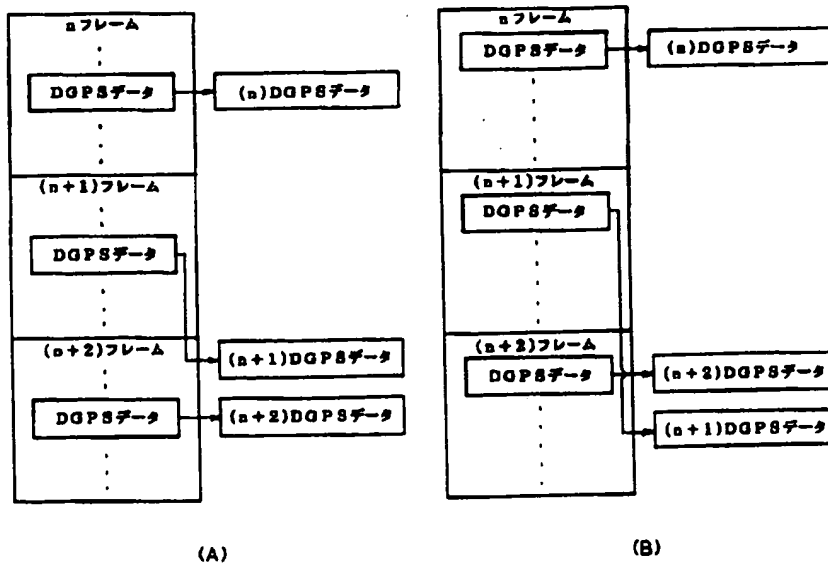 nフレーム
DGPSデータ
(n)DGPSデータ
(n+1)フレーム
DGPSデータ
(n+2)フレーム
(n+1)DGPSデータ
DGPSデータ
(n+2)DGPSデータ
(A)
nフレーム
DGPSデータ
(n)DGPSデータ
(n+1)フレーム
DGPSデータ
(n+2)フレーム
DGPSデータ
(n+2)DGPSデータ
(n+1)DGPSデータ
(B)